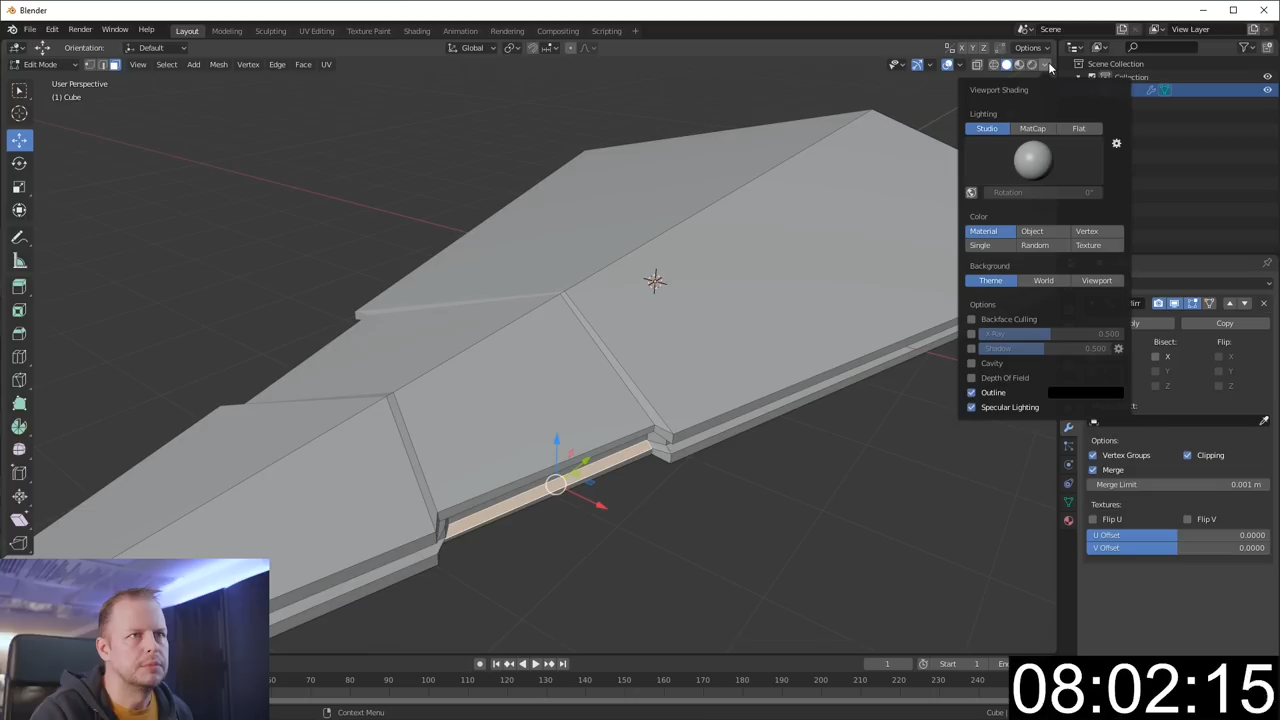 Blender
File Edit Render Window Help
Layout Modeling Sculpting UV Editing Texture Paint Shading Animation Rendering Compositing Scripting +
Scene
View Layer
Orientation: Default
Global
X Y Z
Options
Edit Mode
View Select Add Mesh Vertex Edge Face UV
User Perspective
(1) Cube
Scene Collection
Collection
Viewport Shading
Lighting
Studio MatCap Flat
Rotation 0°
Color
Material Object Vertex
Single Random Texture
Background
Theme World Viewport
Options
Backface Culling
X-Ray 0.500
Shadow 0.500
Cavity
Depth Of Field
Outline
Specular Lighting
Copy
Bisect: Flip:
X X
Y Y
Z Z
Options:
Vertex Groups Clipping
Merge
Merge Limit 0.001 m
Textures:
Flip U Flip V
U Offset 0.0000
V Offset 0.0000
1 Start 1
60 70 80 90 100 110 120 130 140 150 160 170 180 190 200 210 220 230 240
Context Menu
08:02:15